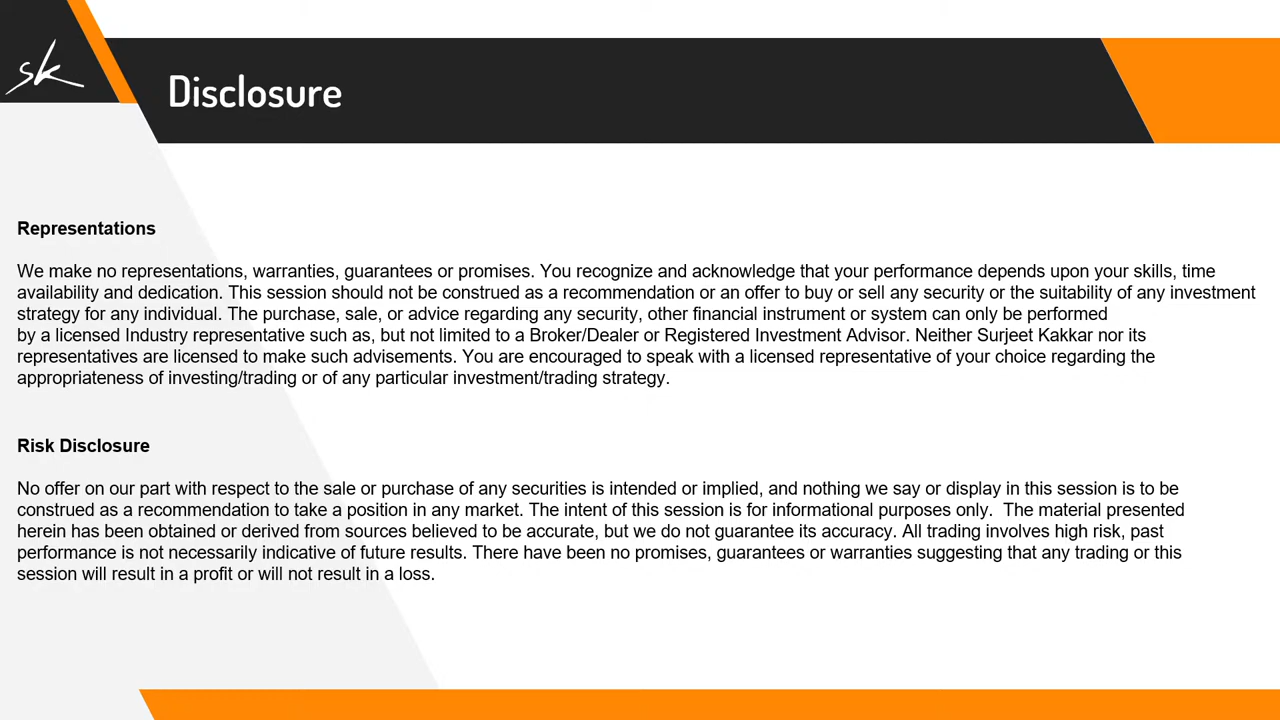 sk
Disclosure
Representations
We make no representations, warranties, guarantees or promises. You recognize and acknowledge that your performance depends upon your skills, time
availability and dedication. This session should not be construed as a recommendation or an offer to buy or sell any security or the suitability of any investment
strategy for any individual. The purchase, sale, or advice regarding any security, other financial instrument or system can only be performed
by a licensed Industry representative such as, but not limited to a Broker/Dealer or Registered Investment Advisor. Neither Surjeet Kakkar nor its
representatives are licensed to make such advisements. You are encouraged to speak with a licensed representative of your choice regarding the
appropriateness of investing/trading or of any particular investment/trading strategy.
Risk Disclosure
No offer on our part with respect to the sale or purchase of any securities is intended or implied, and nothing we say or display in this session is to be
construed as a recommendation to take a position in any market. The intent of this session is for informational purposes only.  The material presented
herein has been obtained or derived from sources believed to be accurate, but we do not guarantee its accuracy. All trading involves high risk, past
performance is not necessarily indicative of future results. There have been no promises, guarantees or warranties suggesting that any trading or this
session will result in a profit or will not result in a loss.